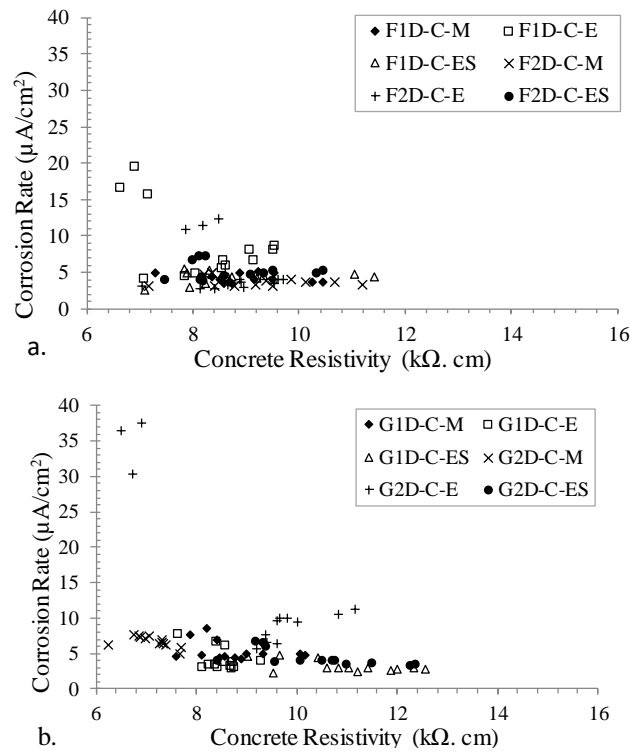 40
35
30
25
20
15
10
5
0
Corrosion Rate (µA/cm²)
F1D-C-M F1D-C-E
F1D-C-ES F2D-C-M
F2D-C-E F2D-C-ES
6 8 10 12 14 16
a. Concrete Resistivity (kΩ. cm)
40
35
30
25
20
15
10
5
0
Corrosion Rate (µA/cm²)
G1D-C-M G1D-C-E
G1D-C-ES G2D-C-M
G2D-C-E G2D-C-ES
6 8 10 12 14 16
b. Concrete Resistivity (kΩ. cm)